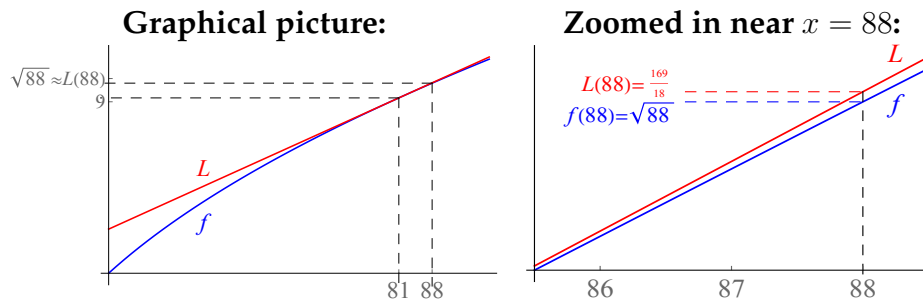 Graphical picture:
√88 ≈L(88)
9
L
f
81
88
Zoomed in near x = 88:
L
L(88)=169/18
f(88)=√88
f
86
87
88